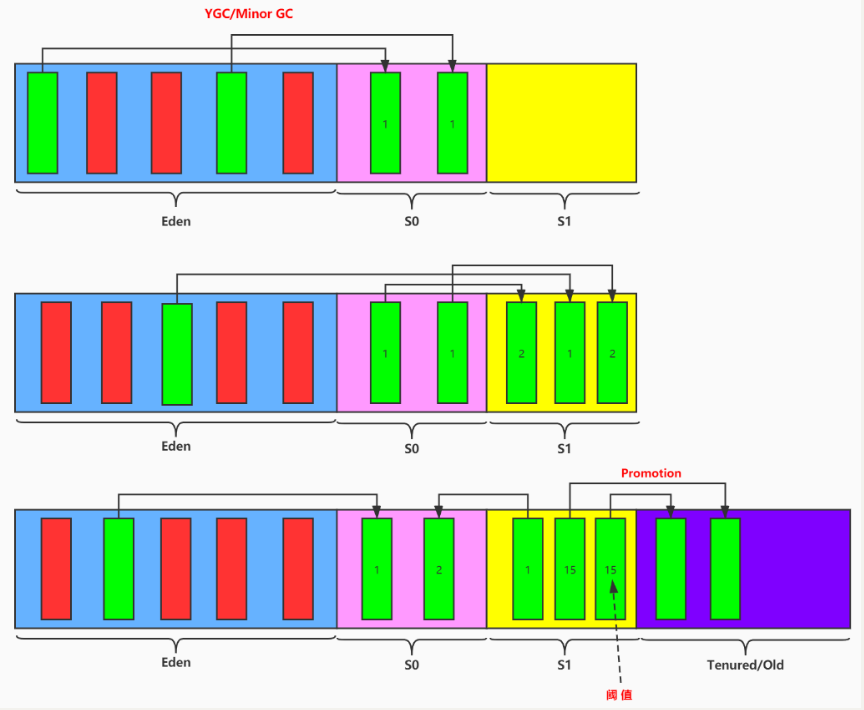 YGC/Minor GC
1 1
Eden S0 S1
1 1 2 1 2
Eden S0 S1
Promotion
1 2 1 15 15
Eden S0 S1 Tenured/Old
阈值